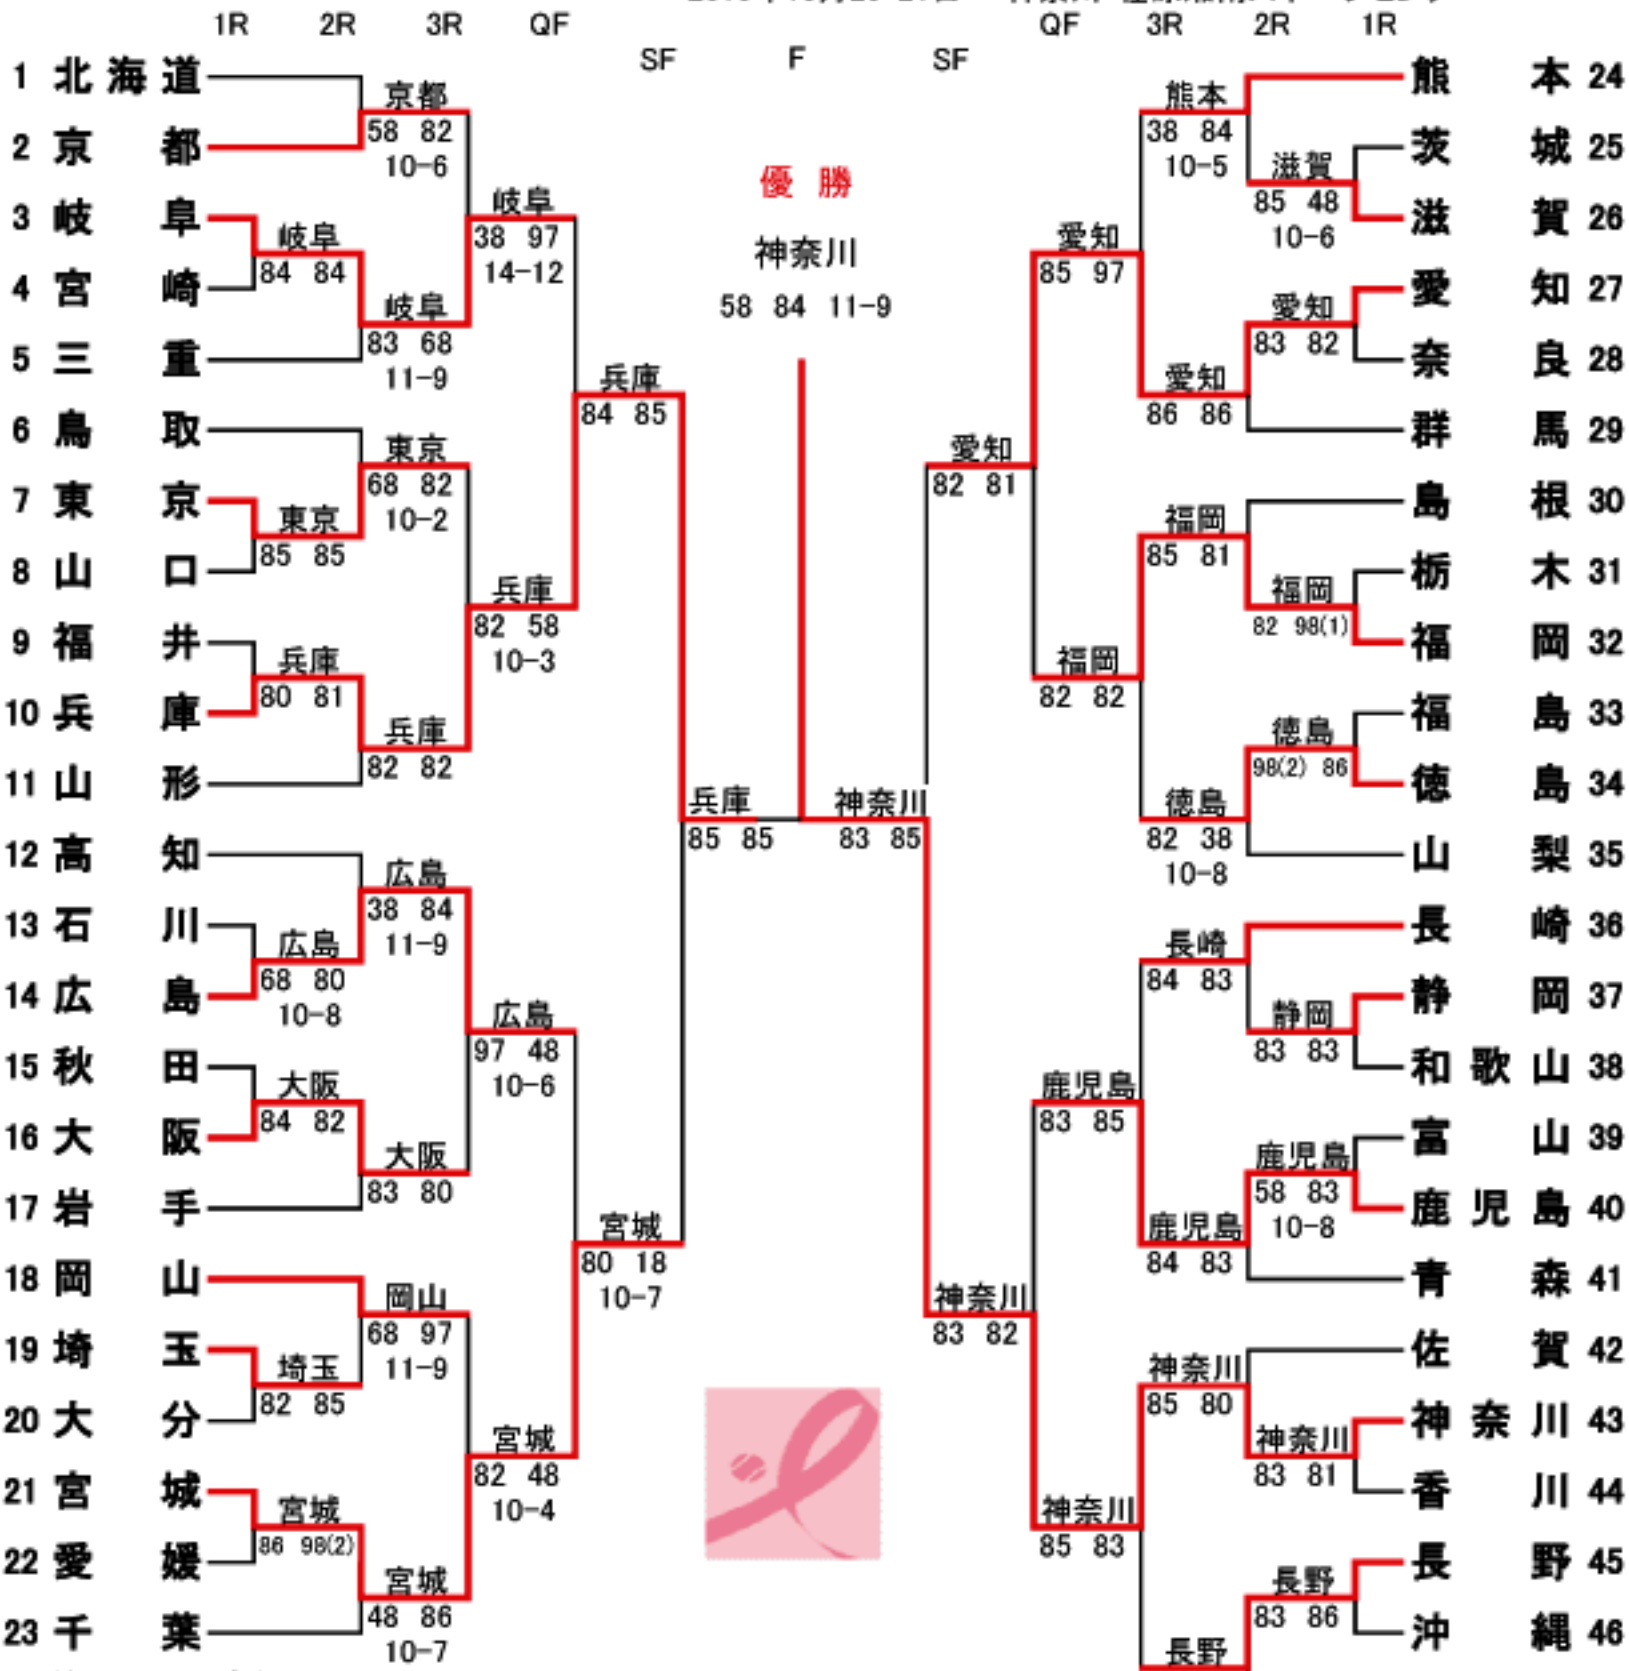 1R 2R 3R QF QF 3R 2R 1R
SF F SF
1 北海道
2 京都
3 岐阜
4 宮崎
5 三重
6 鳥取
7 東京
8 山口
9 福井
10 兵庫
11 山形
12 高知
13 石川
14 広島
15 秋田
16 大阪
17 岩手
18 岡山
19 埼玉
20 大分
21 宮城
22 愛媛
23 千葉
岐阜
84 84
東京
85 85
兵庫
80 81
広島
68 80
10-8
大阪
84 82
埼玉
82 85
宮城
86 98(2)
京都
58 82
10-6
岐阜
83 68
11-9
東京
68 82
10-2
兵庫
82 82
広島
38 84
11-9
大阪
83 80
岡山
68 97
11-9
宮城
48 86
10-7
岐阜
38 97
14-12
兵庫
82 58
10-3
広島
97 48
10-6
宮城
82 48
10-4
兵庫
84 85
宮城
80 18
10-7
兵庫
85 85
優勝
神奈川
58 84 11-9
神奈川
83 85
愛知
82 81
神奈川
83 82
愛知
85 97
福岡
82 82
鹿児島
83 85
神奈川
85 83
熊本
38 84
10-5
愛知
86 86
福岡
85 81
徳島
82 38
10-8
長崎
84 83
鹿児島
84 83
神奈川
85 80
長野
滋賀
85 48
10-6
愛知
83 82
福岡
82 98(1)
徳島
98(2) 86
静岡
83 83
鹿児島
58 83
10-8
神奈川
83 81
長野
83 86
熊本 24
茨城 25
滋賀 26
愛知 27
奈良 28
群馬 29
島根 30
栃木 31
福岡 32
福島 33
徳島 34
山梨 35
長崎 36
静岡 37
和歌山 38
富山 39
鹿児島 40
青森 41
佐賀 42
神奈川 43
香川 44
長野 45
沖縄 46